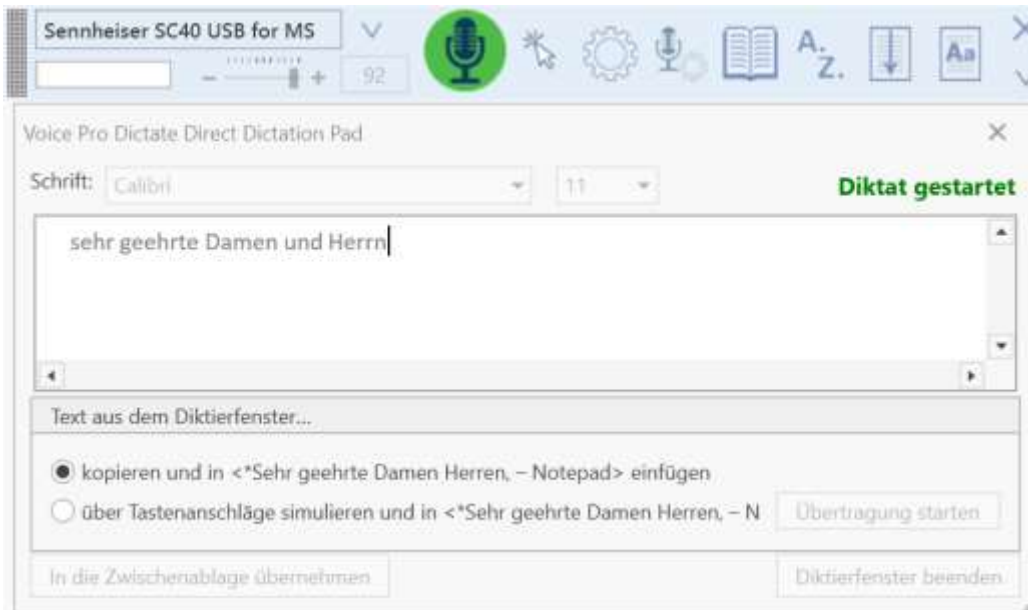 Sennheiser SC40 USB for MS
92
A.
Z.
Aa
Voice Pro Dictate Direct Dictation Pad
Schrift: Calibri 11 Diktat gestartet
sehr geehrte Damen und Herrn
Text aus dem Diktierfenster...
kopieren und in <*Sehr geehrte Damen Herren, – Notepad> einfügen
über Tastenanschläge simulieren und in <*Sehr geehrte Damen Herren, – N Übertragung starten
In die Zwischenablage übernehmen Diktierfenster beenden